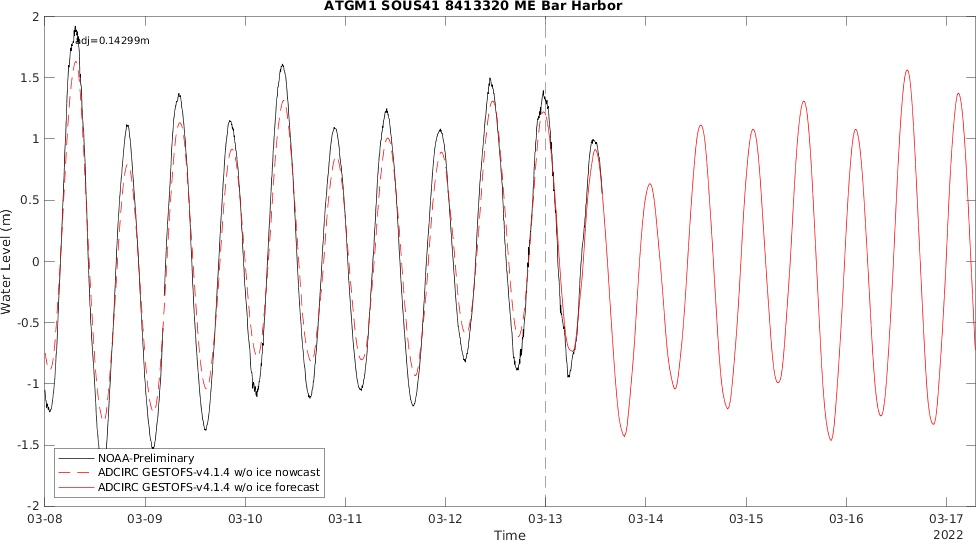 ATGM1 SOUS41 8413320 ME Bar Harbor
adj=0.14299m
2
1.5
1
0.5
0
-0.5
-1
-1.5
-2
Water Level (m)
NOAA-Preliminary
ADCIRC GESTOFS-v4.1.4 w/o ice nowcast
ADCIRC GESTOFS-v4.1.4 w/o ice forecast
03-08 03-09 03-10 03-11 03-12 03-13 03-14 03-15 03-16 03-17
Time
2022